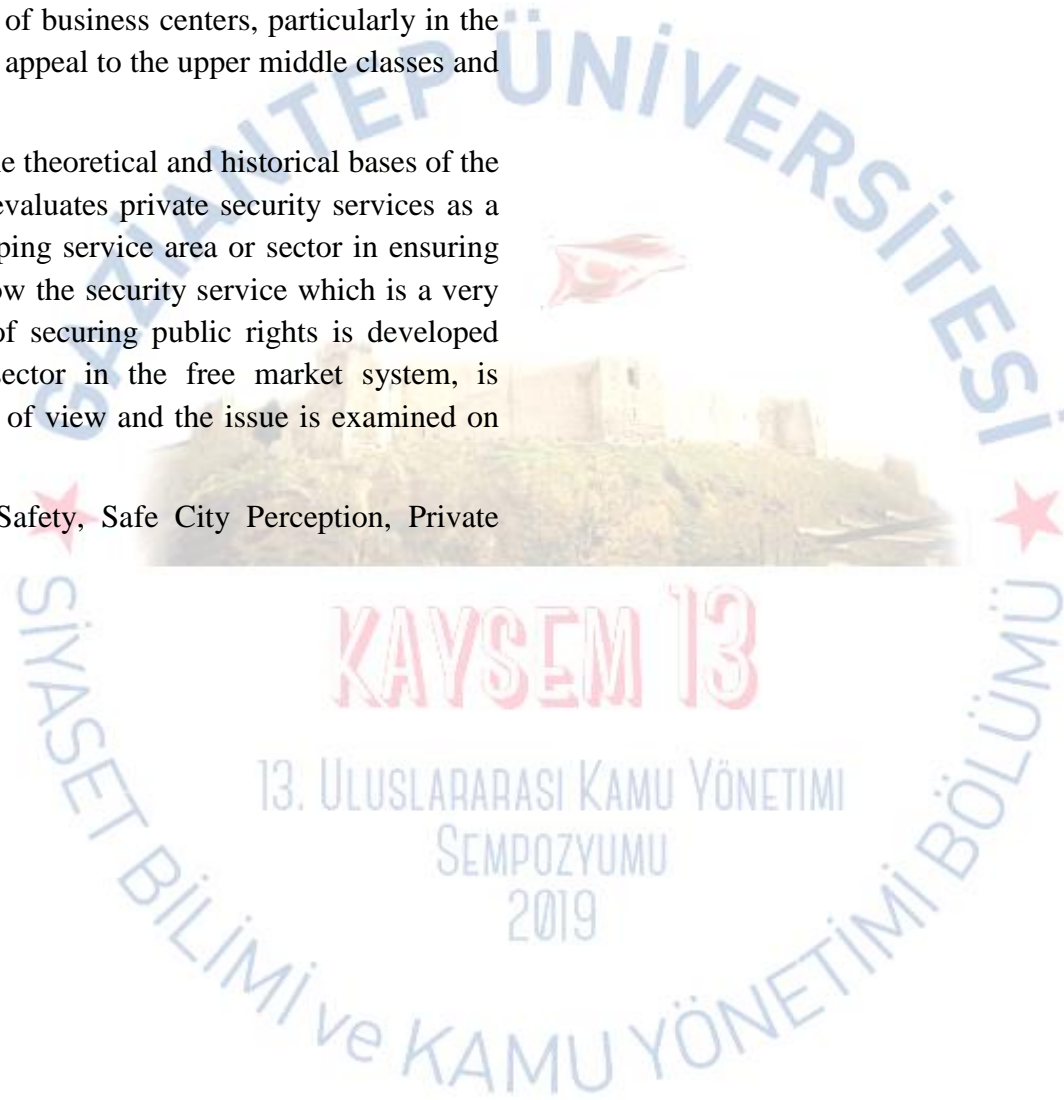 of business centers, particularly in the
appeal to the upper middle classes and
e theoretical and historical bases of the
evaluates private security services as a
ping service area or sector in ensuring
ow the security service which is a very
of securing public rights is developed
sector in the free market system, is
of view and the issue is examined on
Safety, Safe City Perception, Private
GAZİANTEP ÜNİVERSİTESİ
KAYSEM 13
13. ULUSLARARASI KAMU YÖNETIMI
SEMPOZYUMU
2019
SİYASET BİLİMİ ve KAMU YÖNETİMİ BÖLÜMÜ